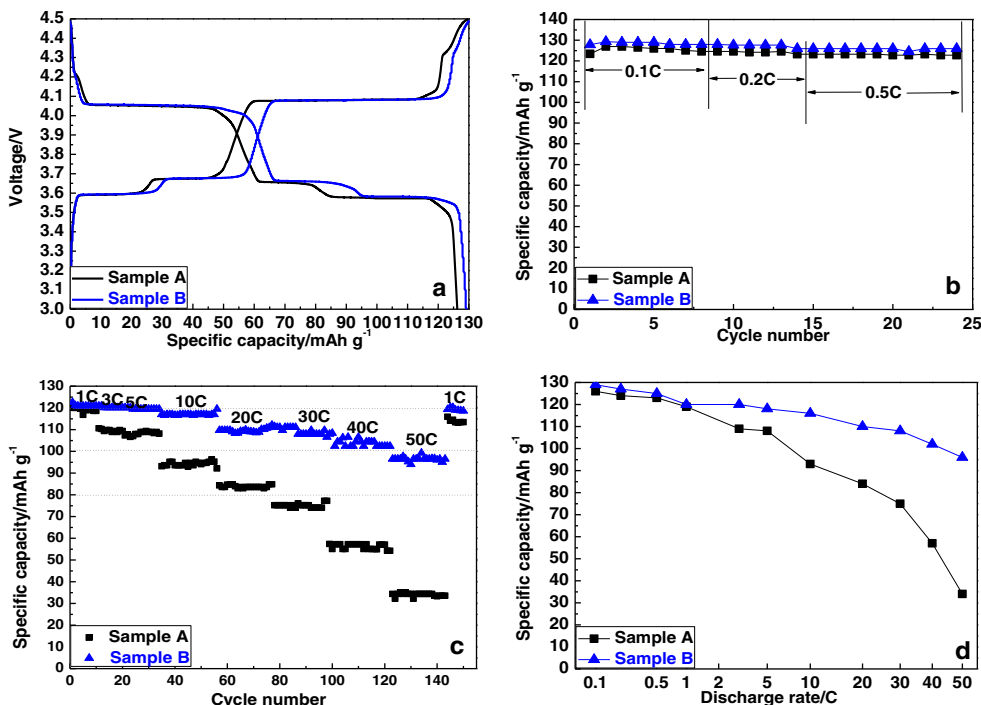 4.5
4.2
3.9
3.6
3.3
3.0
4.4
4.3
4.1
4.0
3.8
3.7
3.5
3.4
3.2
3.1
Voltage/V
Sample A
Sample B
a
0 10 20 30 40 50 60 70 80 90 100 110 120 130
Specific capacity/mAh g-1
140
130
120
110
100
90
80
70
60
50
40
30
20
10
0
Specific capacity/mAh g-1
0.1C
0.2C
0.5C
Sample A
Sample B
b
0 5 10 15 20 25
Cycle number
130
120
110
100
90
80
70
60
50
40
30
20
10
0
Specific capacity/mAh g-1
1C 3C 5C 10C 20C 30C 40C 50C 1C
Sample A
Sample B
c
0 20 40 60 80 100 120 140
Cycle number
130
120
110
100
90
80
70
60
50
40
30
20
10
0
Specific capacity/mAh g-1
Sample A
Sample B
d
0.1 0.5 1 2 5 10 20 30 40 50
Discharge rate/C